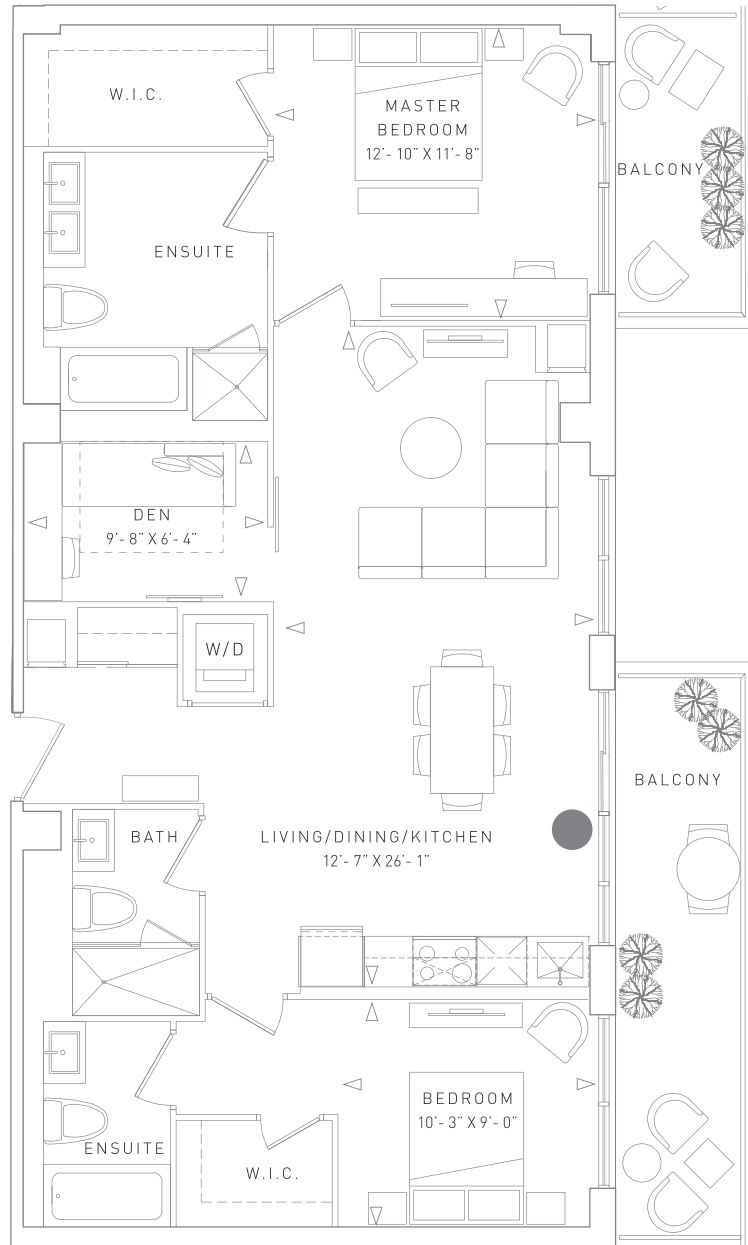 W.I.C.
MASTER
BEDROOM
12'- 10" X 11'- 8"
BALCONY
ENSUITE
DEN
9'- 8" X 6'- 4"
W/D
BALCONY
BATH
LIVING/DINING/KITCHEN
12'- 7" X 26'- 1"
BEDROOM
10'- 3" X 9'- 0"
ENSUITE
W.I.C.